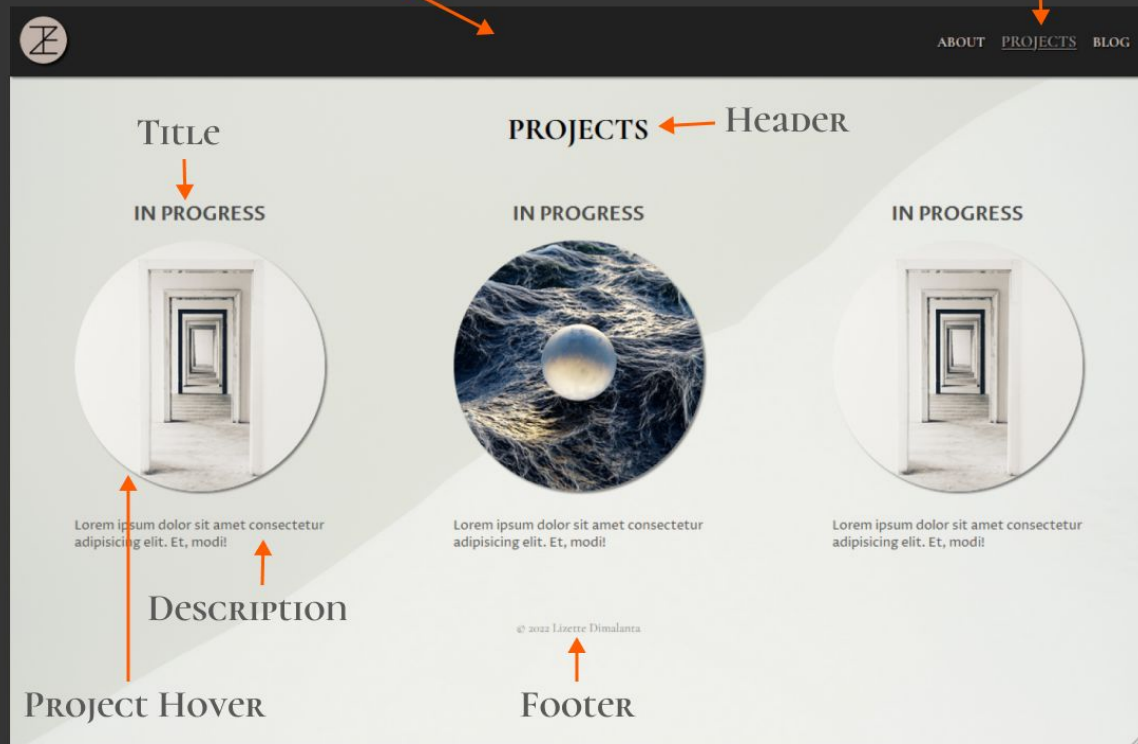 ABOUT PROJECTS BLOG
Title
PROJECTS
Header
IN PROGRESS
IN PROGRESS
IN PROGRESS
Lorem ipsum dolor sit amet consectetur
adipisicing elit. Et, modi!
Lorem ipsum dolor sit amet consectetur
adipisicing elit. Et, modi!
Lorem ipsum dolor sit amet consectetur
adipisicing elit. Et, modi!
Description
© 2022 Lizette Dimalanta
Project Hover
Footer